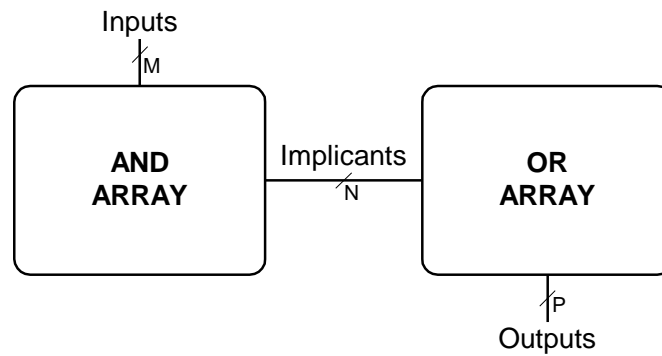 Inputs
M
AND
ARRAY
Implicants
N
OR
ARRAY
P
Outputs